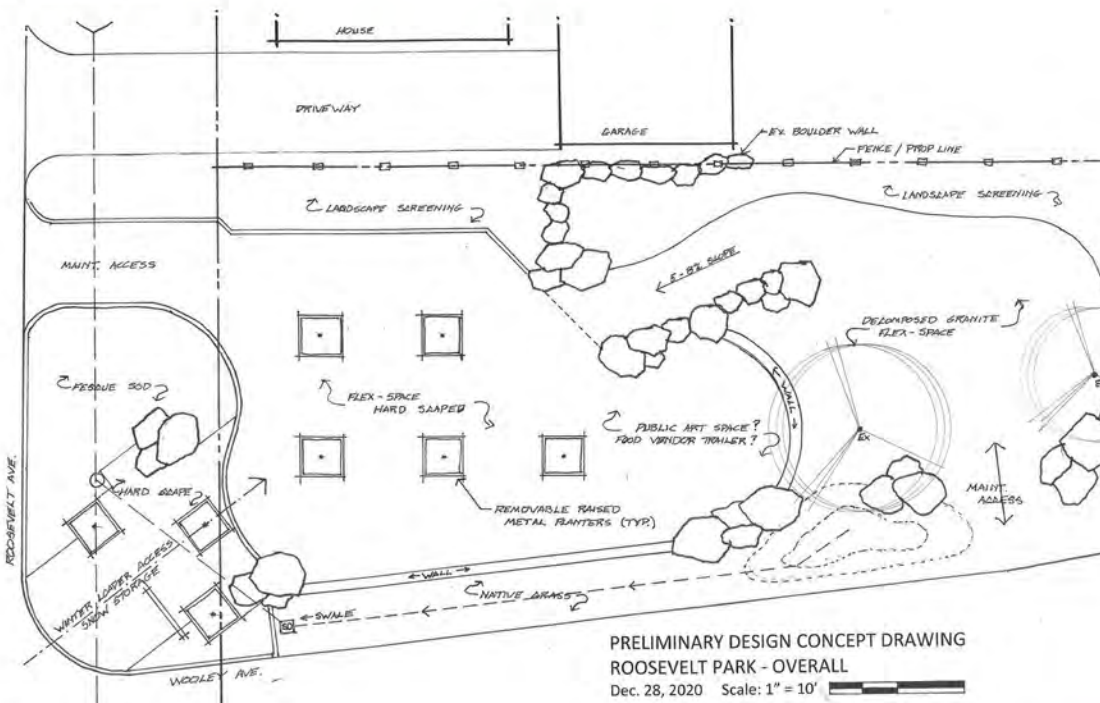 HOUSE
DRIVEWAY
GARAGE
EX. BOULDER WALL
FENCE / PROP LINE
LANDSCAPE SCREENING
LANDSCAPE SCREENING
MAINT. ACCESS
SLOPE
DECOMPOSED GRANITE
FLEX-SPACE
FESCUE SOD
FLEX-SPACE
HARD SCAPED
WALL
PUBLIC ART SPACE?
FOOD VENDOR TRAILER?
EX
HARD SCAPE
MAINT.
ACCESS
REMOVABLE RAISED
METAL PLANTERS (TYP.)
ROOSEVELT AVE.
WINTER LOADER ACCESS
SNOW STORAGE
WALL
NATIVE GRASS
SWALE
SD
WOOLEY AVE.
PRELIMINARY DESIGN CONCEPT DRAWING
ROOSEVELT PARK - OVERALL
Dec. 28, 2020 Scale: 1" = 10'